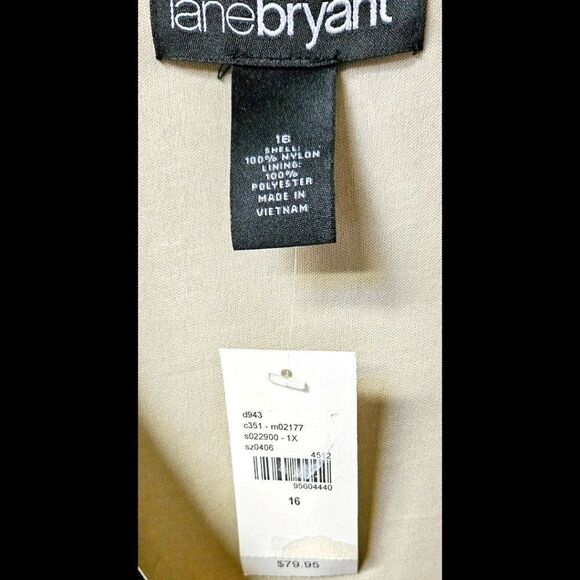 lanebryant
16
SHELL:
100% NYLON
LINING:
100%
POLYESTER
MADE IN
VIETNAM
d943
c351 - m02177
s022900 - 1X
sz0406
4512
95604440
16
$79.95